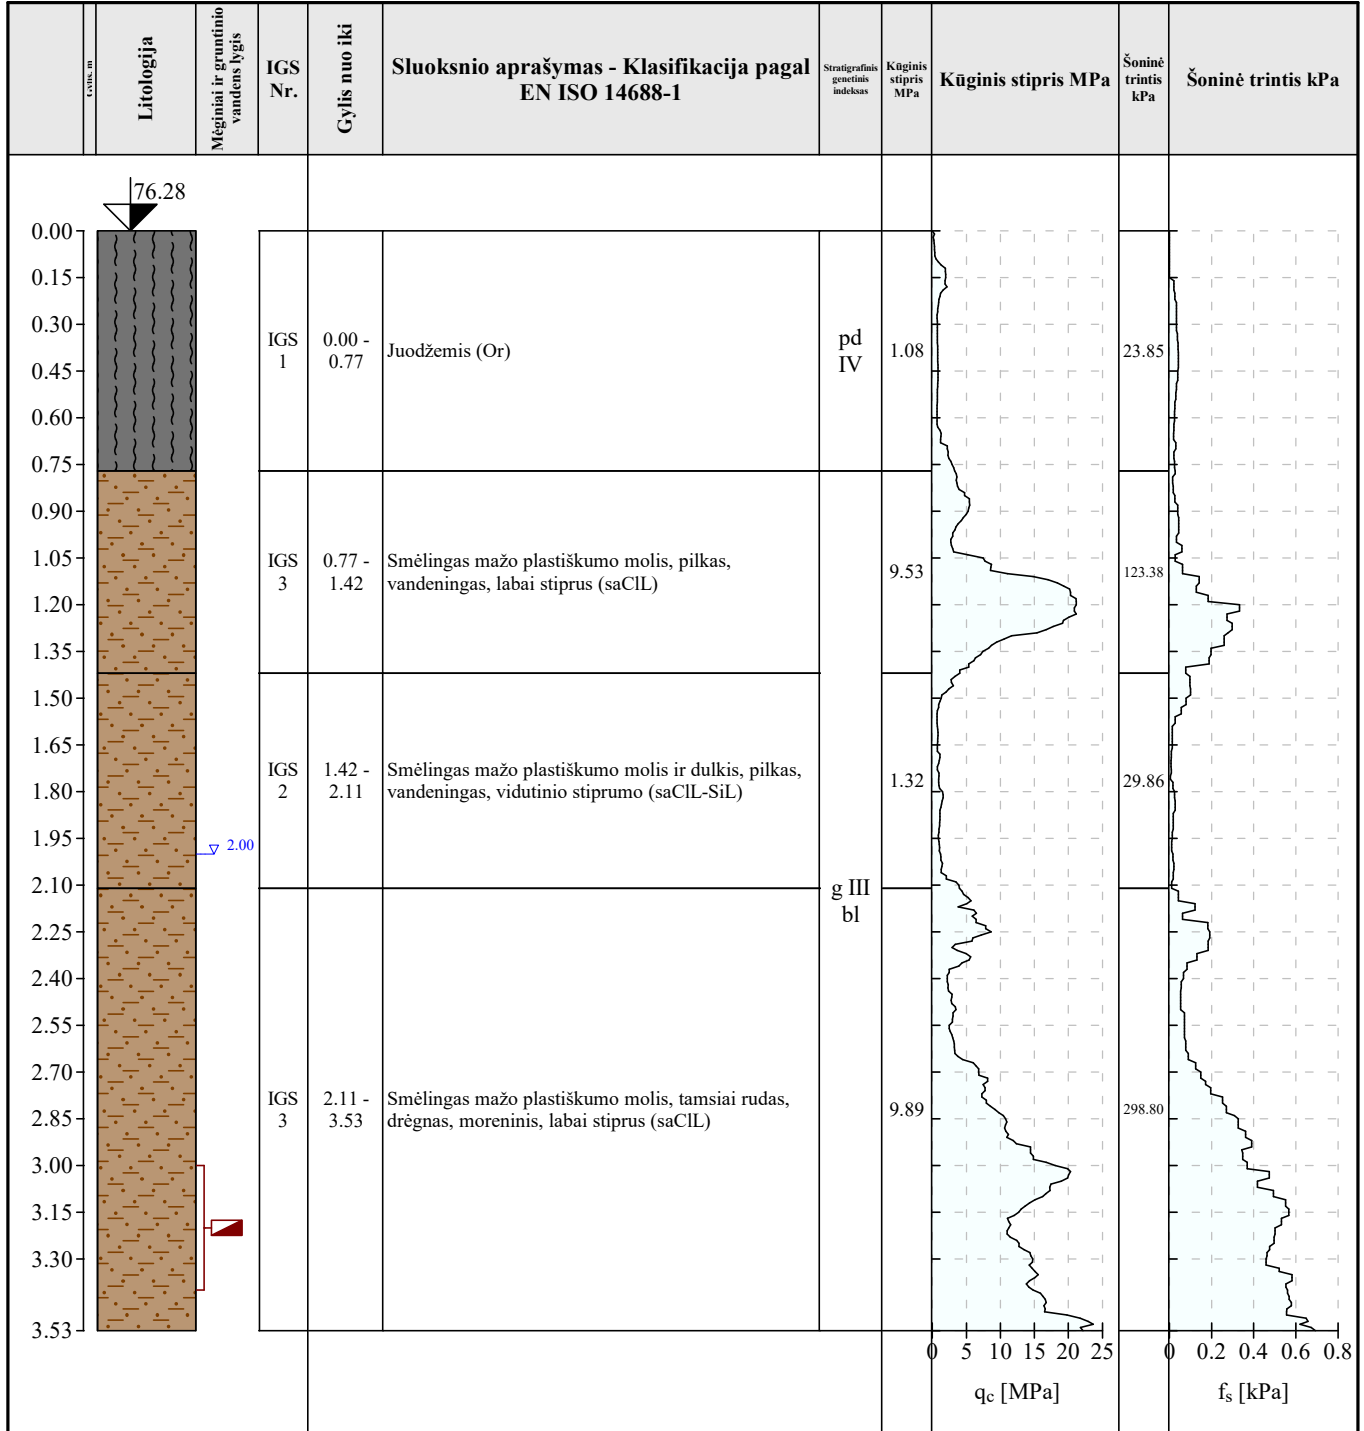 Gylis, m
Litologija
Mėginiai ir gruntinio
vandens lygis
IGS
Nr.
Gylis nuo iki
Sluoksnio aprašymas - Klasifikacija pagal
EN ISO 14688-1
Stratigrafinis
genetinis
indeksas
Kūginis
stipris
MPa
Kūginis stipris MPa
Šoninė
trintis
kPa
Šoninė trintis kPa
76.28
0.00
0.15
0.30
0.45
0.60
0.75
0.90
1.05
1.20
1.35
1.50
1.65
1.80
1.95
2.10
2.25
2.40
2.55
2.70
2.85
3.00
3.15
3.30
3.53
2.00
IGS
1
0.00 -
0.77
Juodžemis (Or)
pd
IV
1.08
23.85
IGS
3
0.77 -
1.42
Smėlingas mažo plastiškumo molis, pilkas,
vandeningas, labai stiprus (saClL)
9.53
123.38
IGS
2
1.42 -
2.11
Smėlingas mažo plastiškumo molis ir dulkis, pilkas,
vandeningas, vidutinio stiprumo (saClL-SiL)
1.32
29.86
g III
bl
IGS
3
2.11 -
3.53
Smėlingas mažo plastiškumo molis, tamsiai rudas,
drėgnas, moreninis, labai stiprus (saClL)
9.89
298.80
0 5 10 15 20 25
qc [MPa]
0 0.2 0.4 0.6 0.8
fs [kPa]